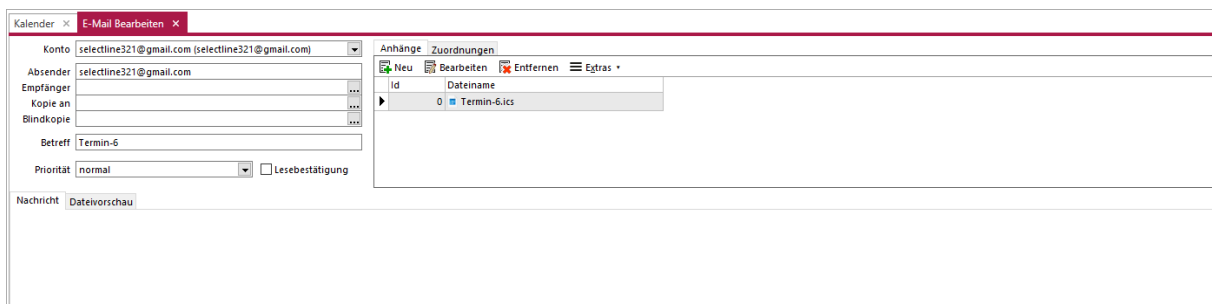 Kalender × E-Mail Bearbeiten ×
Konto selectline321@gmail.com (selectline321@gmail.com)
Absender selectline321@gmail.com
Empfänger ...
Kopie an ...
Blindkopie ...
Betreff Termin-6
Priorität normal Lesebestätigung
Anhänge Zuordnungen
Neu Bearbeiten Entfernen Extras
Id Dateiname
0 Termin-6.ics
Nachricht Dateivorschau